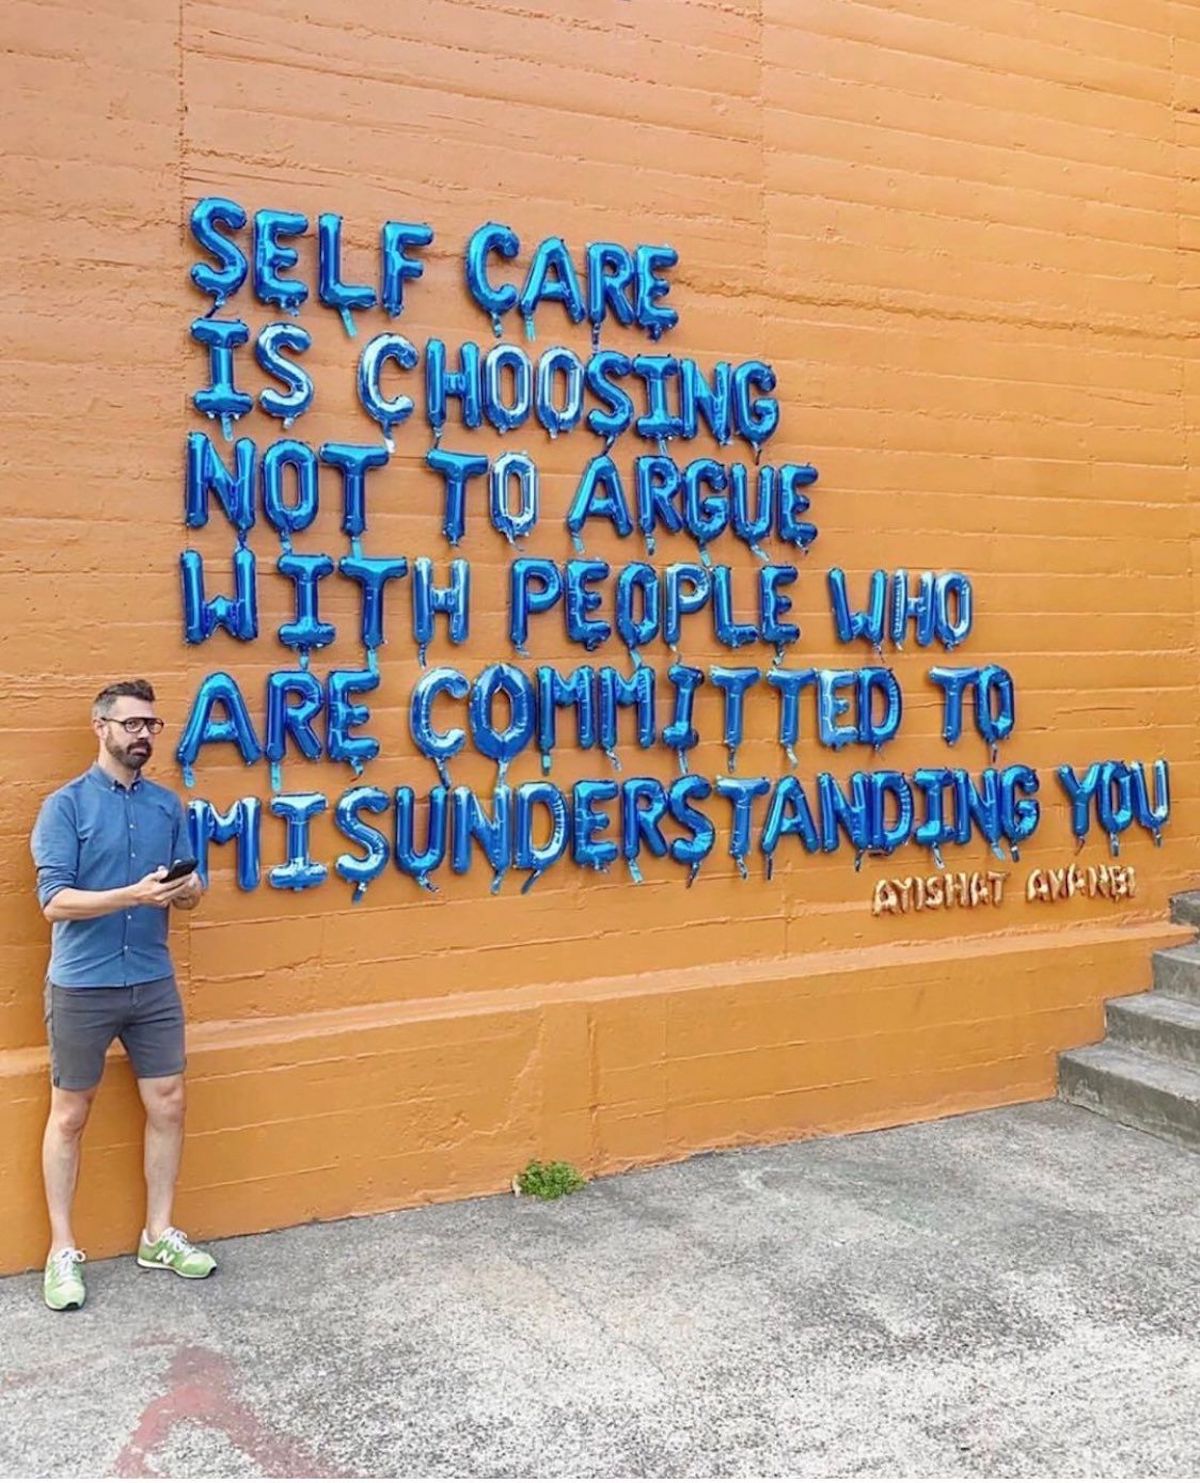 SELF CARE
IS CHOOSING
NOT TO ARGUE
WITH PEOPLE WHO
ARE COMMITTED TO
MISUNDERSTANDING YOU
AYISHAT AKANBI
N